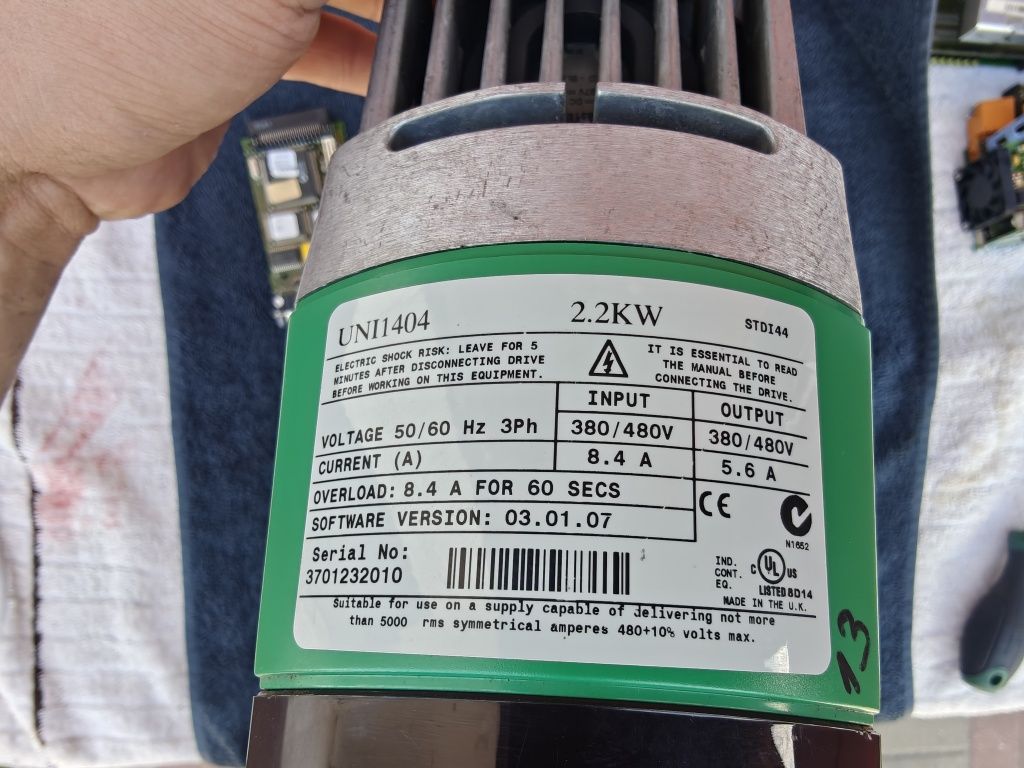 UNI1404 2.2KW STDI44
ELECTRIC SHOCK RISK: LEAVE FOR 5
MINUTES AFTER DISCONNECTING DRIVE
BEFORE WORKING ON THIS EQUIPMENT.
IT IS ESSENTIAL TO READ
THE MANUAL BEFORE
CONNECTING THE DRIVE.
INPUT OUTPUT
VOLTAGE 50/60 Hz 3Ph 380/480V 380/480V
CURRENT (A) 8.4 A 5.6 A
OVERLOAD: 8.4 A FOR 60 SECS
SOFTWARE VERSION: 03.01.07
CE
N1652
Serial No:
3701232010
IND.
CONT.
EQ.
C UL US
LISTED 8D14
MADE IN THE U.K.
Suitable for use on a supply capable of delivering not more
than 5000 rms symmetrical amperes 480+10% volts max.
13